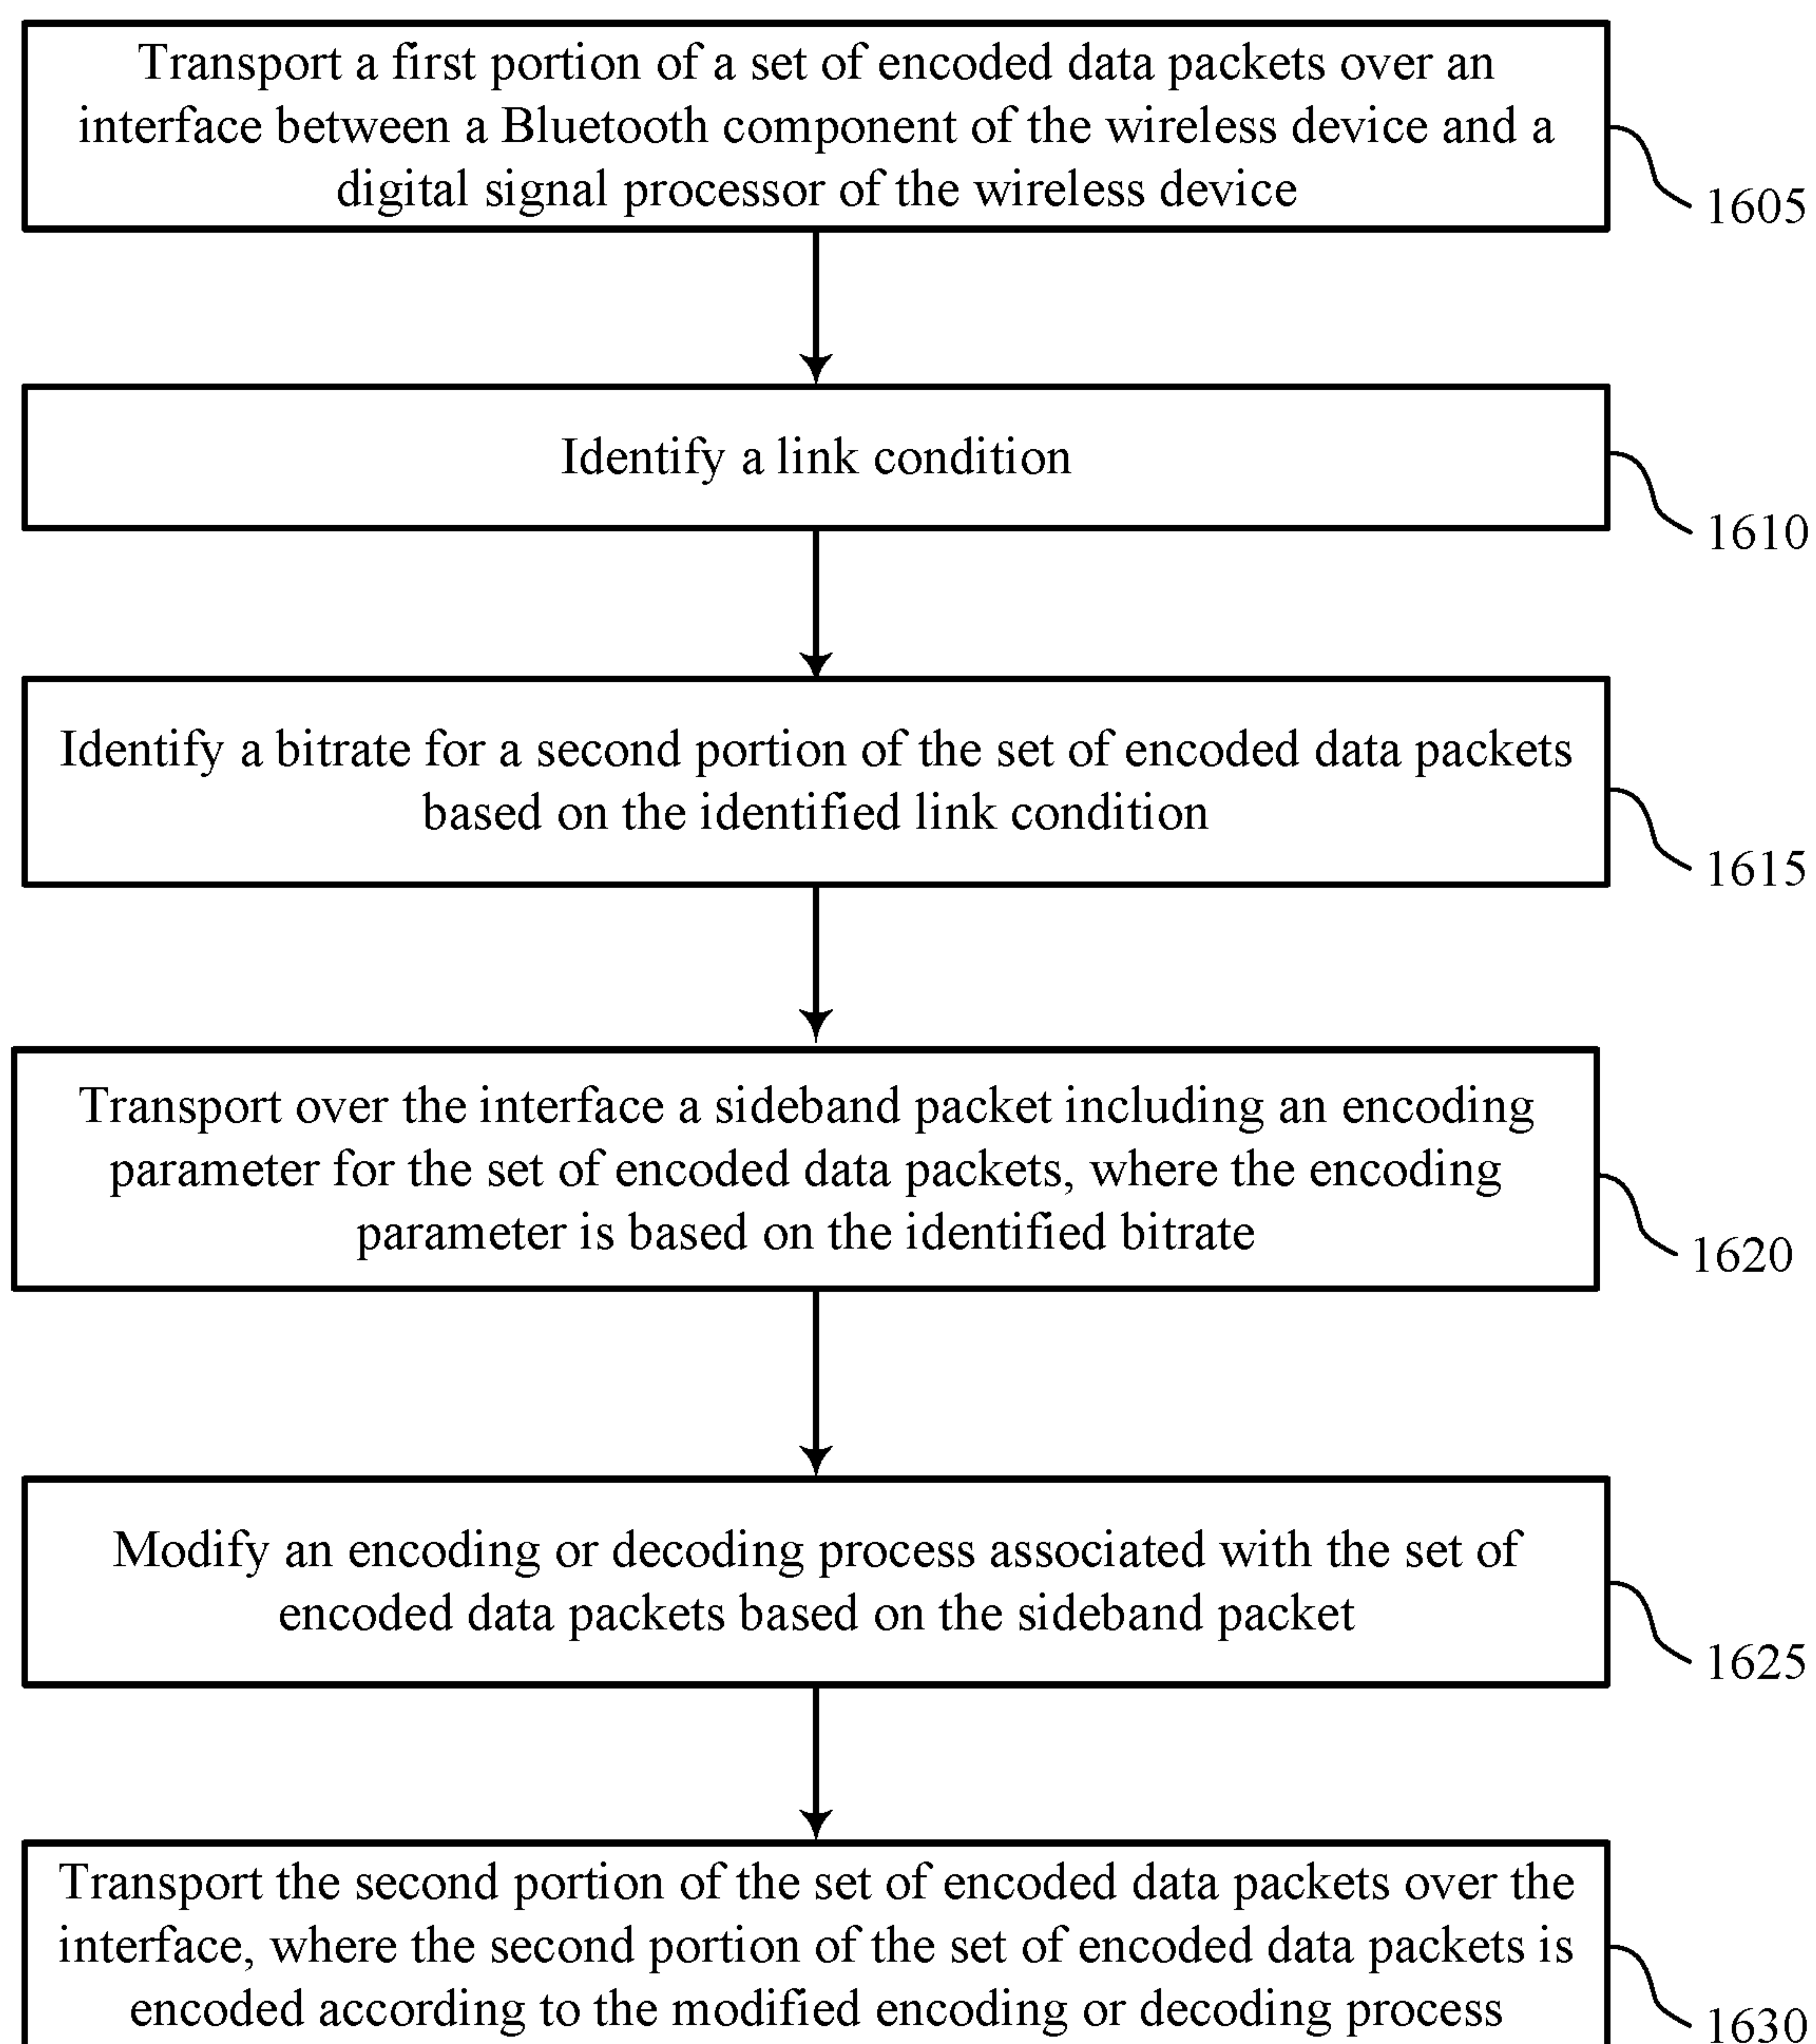 Transport a first portion of a set of encoded data packets over an
interface between a Bluetooth component of the wireless device and a
digital signal processor of the wireless device
1605
Identify a link condition
1610
Identify a bitrate for a second portion of the set of encoded data packets
based on the identified link condition
1615
Transport over the interface a sideband packet including an encoding
parameter for the set of encoded data packets, where the encoding
parameter is based on the identified bitrate
1620
Modify an encoding or decoding process associated with the set of
encoded data packets based on the sideband packet
1625
Transport the second portion of the set of encoded data packets over the
interface, where the second portion of the set of encoded data packets is
encoded according to the modified encoding or decoding process
1630